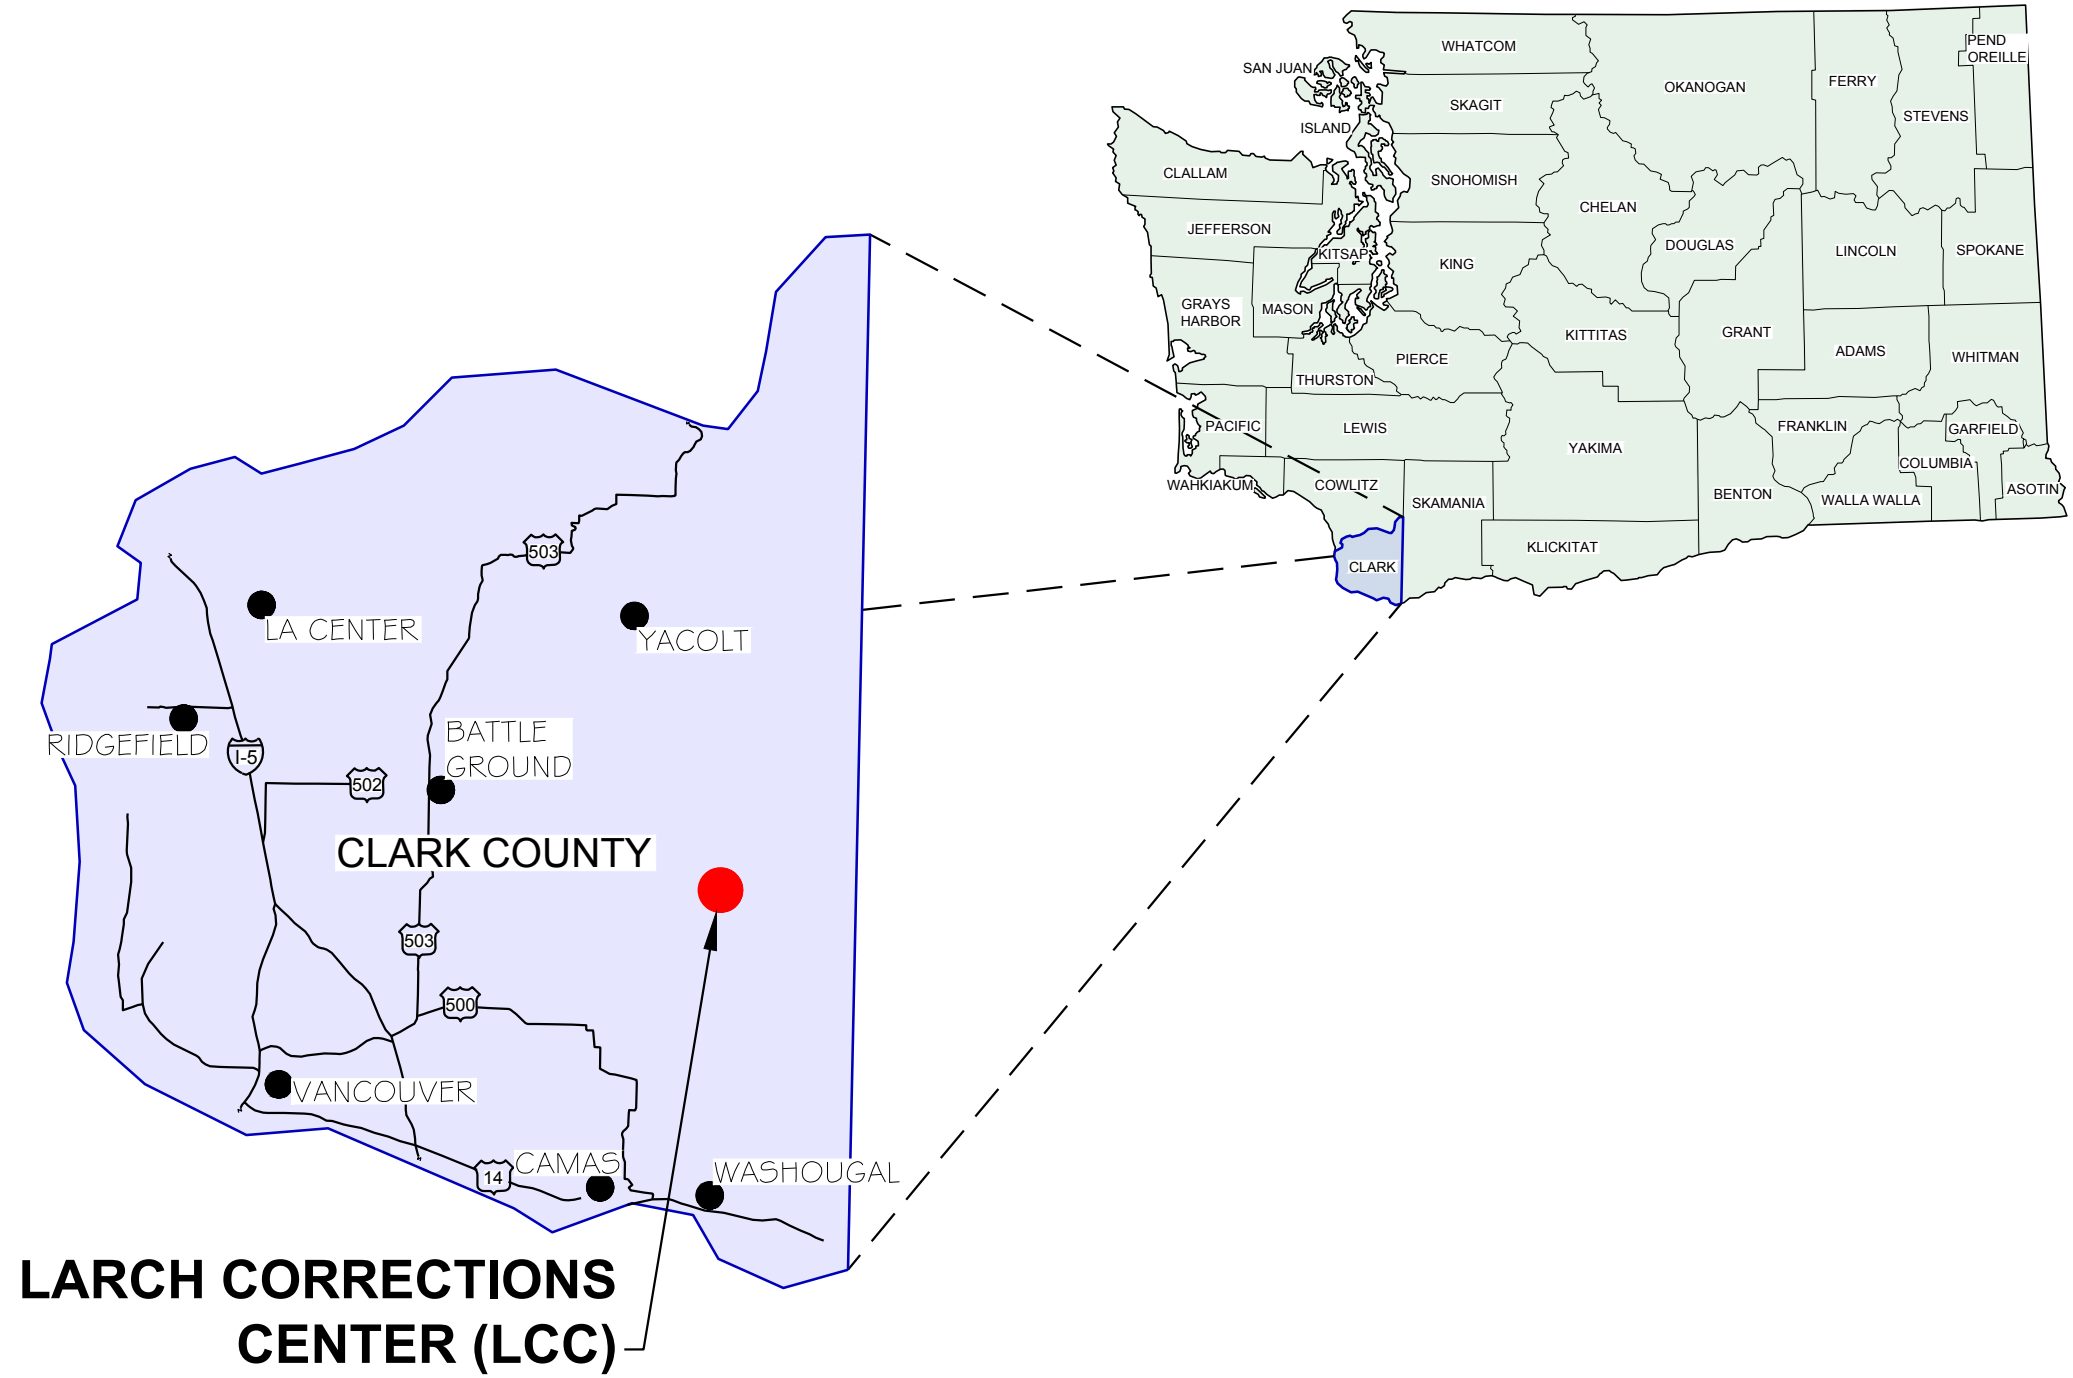 WHATCOM
PEND
OREILLE
SAN JUAN
OKANOGAN
FERRY
SKAGIT
STEVENS
ISLAND
CLALLAM
SNOHOMISH
CHELAN
JEFFERSON
DOUGLAS
LINCOLN
SPOKANE
KITSAP
KING
GRAYS
HARBOR
MASON
KITTITAS
GRANT
PIERCE
ADAMS
WHITMAN
THURSTON
PACIFIC
LEWIS
FRANKLIN
GARFIELD
YAKIMA
COLUMBIA
WAHKIAKUM
COWLITZ
SKAMANIA
BENTON
WALLA WALLA
ASOTIN
KLICKITAT
CLARK
503
LA CENTER
YACOLT
RIDGEFIELD
BATTLE
GROUND
I-5
502
CLARK COUNTY
503
500
VANCOUVER
CAMAS
WASHOUGAL
14
LARCH CORRECTIONS
CENTER (LCC)